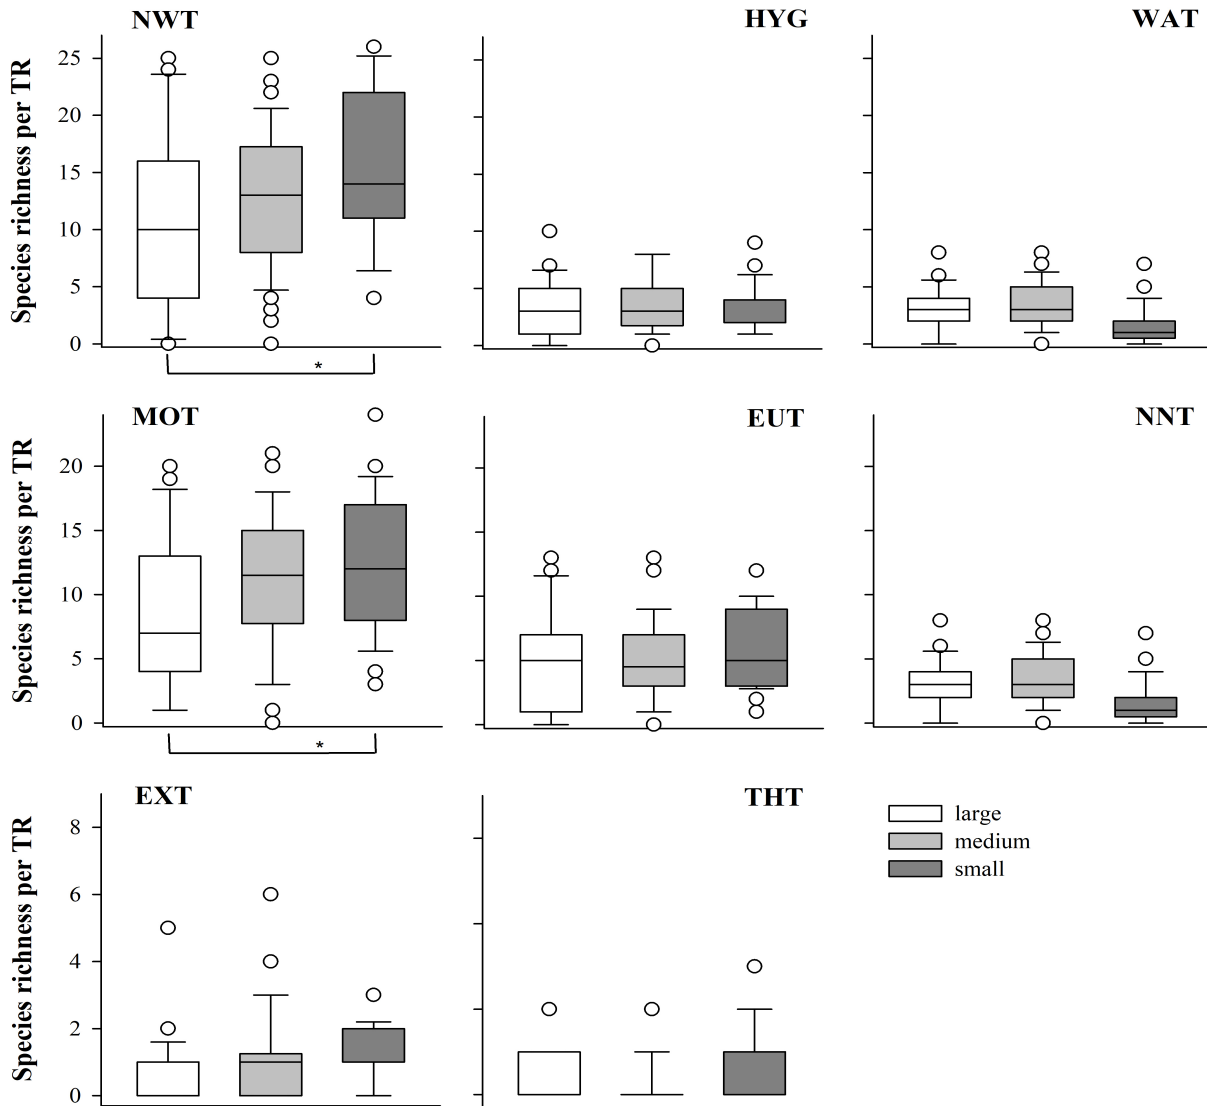 NWT HYG WAT
Species richness per TR
25
20
15
10
5
0
*
MOT EUT NNT
Species richness per TR
20
15
10
5
0
*
EXT THT
Species richness per TR
8
6
4
2
0
large
medium
small